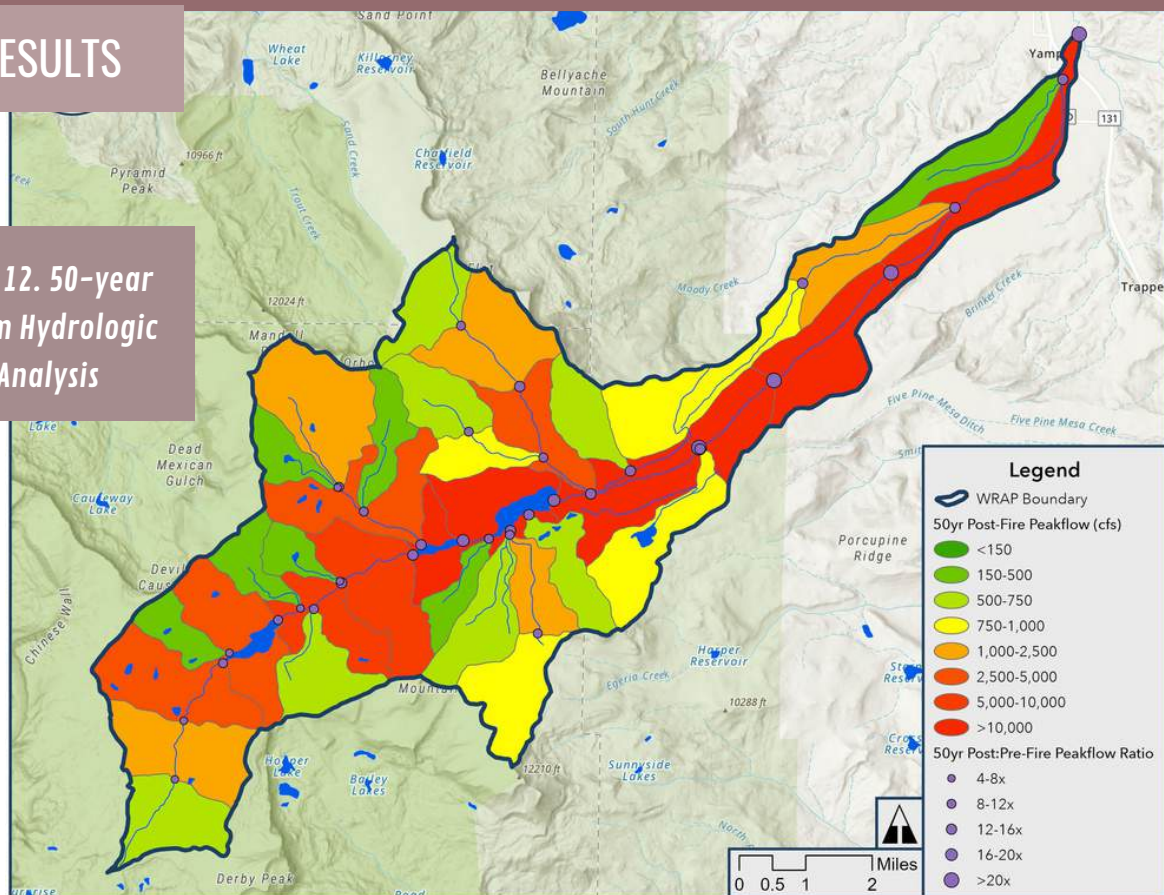 ESULTS
12. 50-year
m Hydrologic
Analysis
Sand Point
Wheat
Lake
Killarney
Reservoir
Bellyache
Mountain
South Hunt Creek
Yamp
131
10966 ft
Pyramid
Peak
Sand Creek
Trout Creek
Chatfield
Reservoir
Moody Creek
Brinker Creek
Trappe
12024 ft
Orno
Five Pine Mesa Ditch
Five Pine Mesa Creek
Smit
Lake
Dead
Mexican
Gulch
Causeway
Lake
Porcupine
Ridge
Devil
Caus
Chinese Wall
Harper
Reservoir
Egeria Creek
Mountain
10288 ft
12210 ft
Hooper
Lake
Bailey
Lakes
Sunnyside
Lakes
Derby Peak
Legend
WRAP Boundary
50yr Post-Fire Peakflow (cfs)
<150
150-500
500-750
750-1,000
1,000-2,500
2,500-5,000
5,000-10,000
>10,000
50yr Post:Pre-Fire Peakflow Ratio
4-8x
8-12x
12-16x
16-20x
>20x
Miles
0 0.5 1 2